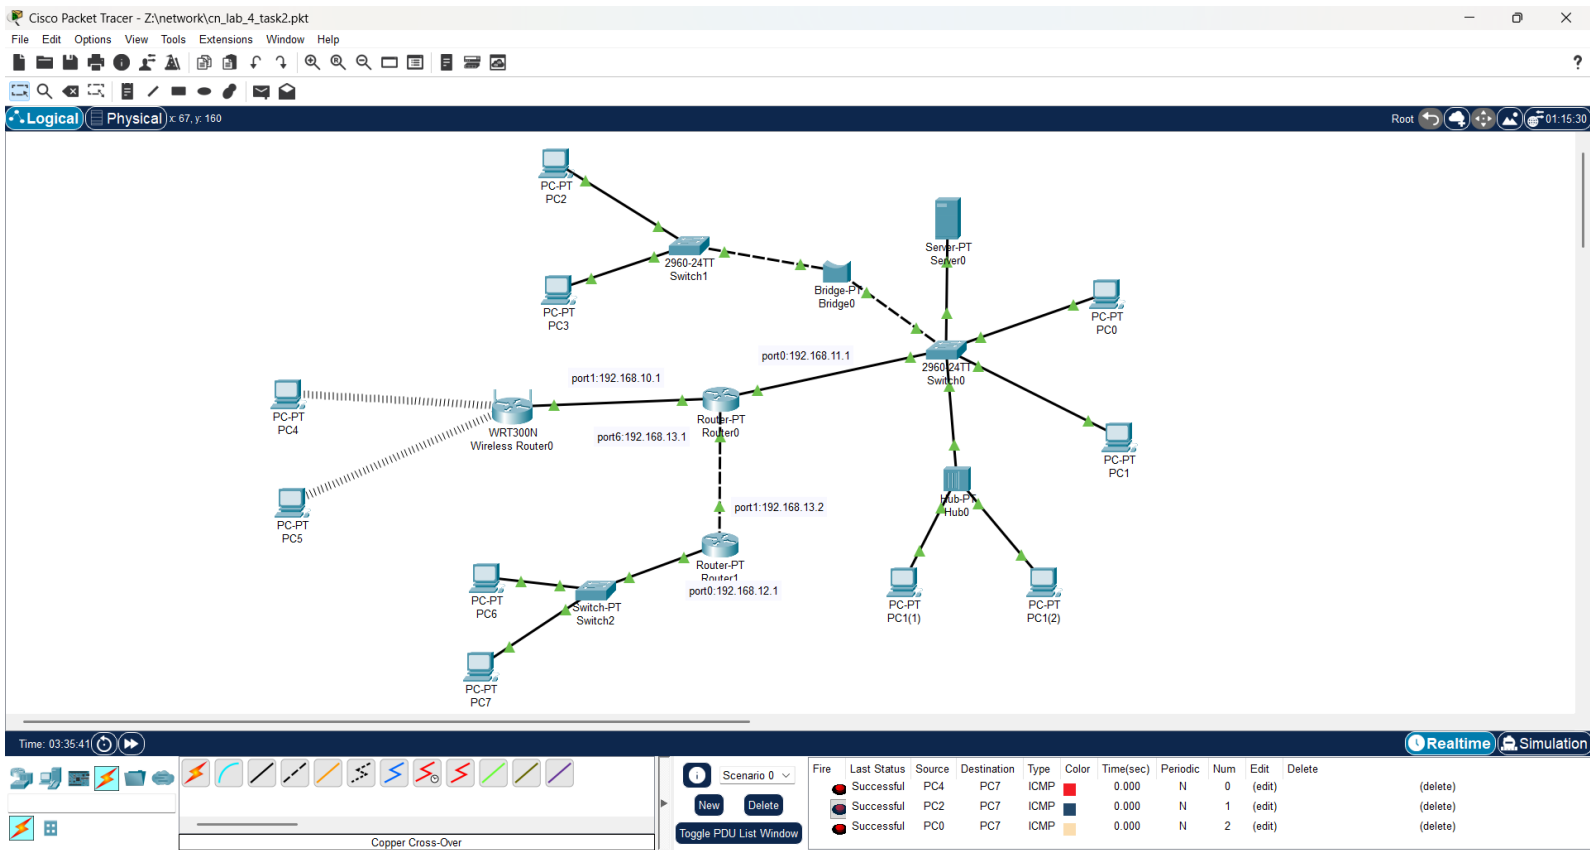 Cisco Packet Tracer - Z:\network\cn_lab_4_task2.pkt
File Edit Options View Tools Extensions Window Help
?
Logical Physical x: 67, y: 160 Root 01:15:30
PC-PT
PC2
2960-24TT
Switch1
PC-PT
PC3
Server-PT
Server0
Bridge-PT
Bridge0
PC-PT
PC0
port0:192.168.11.1
2960-24TT
Switch0
port1:192.168.10.1
PC-PT
PC4
WRT300N
Wireless Router0
Router-PT
Router0
port6:192.168.13.1
PC-PT
PC1
Hub-PT
Hub0
port1:192.168.13.2
PC-PT
PC5
Router-PT
Router1
port0:192.168.12.1
PC-PT
PC6
Switch-PT
Switch2
PC-PT
PC1(1)
PC-PT
PC1(2)
PC-PT
PC7
Time: 03:35:41 Realtime Simulation
Copper Cross-Over
Scenario 0
New Delete
Toggle PDU List Window
Fire Last Status Source Destination Type Color Time(sec) Periodic Num Edit Delete
Successful PC4 PC7 ICMP 0.000 N 0 (edit) (delete)
Successful PC2 PC7 ICMP 0.000 N 1 (edit) (delete)
Successful PC0 PC7 ICMP 0.000 N 2 (edit) (delete)